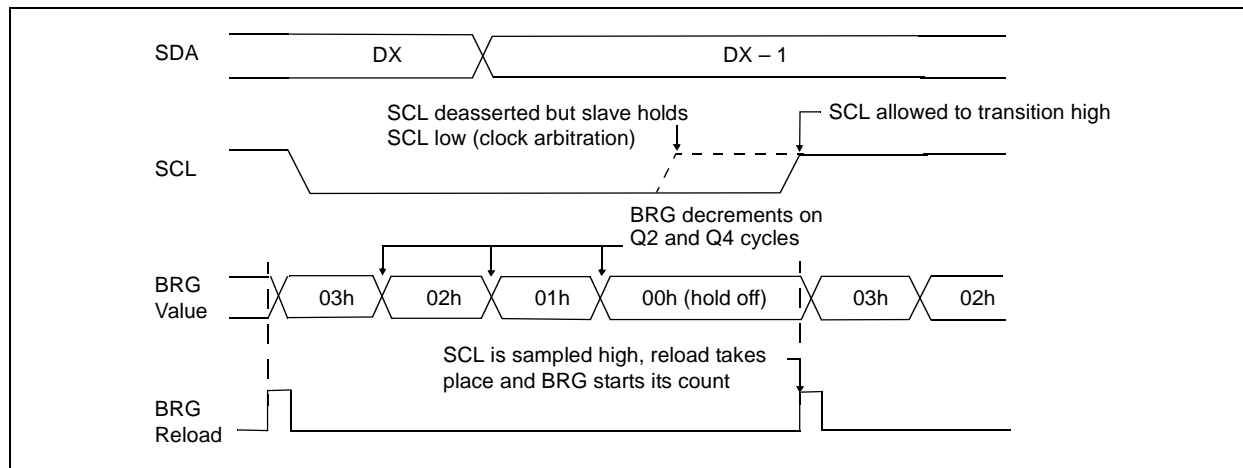 SDA
DX
DX – 1
SCL deasserted but slave holds
SCL low (clock arbitration)
SCL allowed to transition high
SCL
BRG decrements on
Q2 and Q4 cycles
BRG
Value
03h
02h
01h
00h (hold off)
03h
02h
SCL is sampled high, reload takes
place and BRG starts its count
BRG
Reload